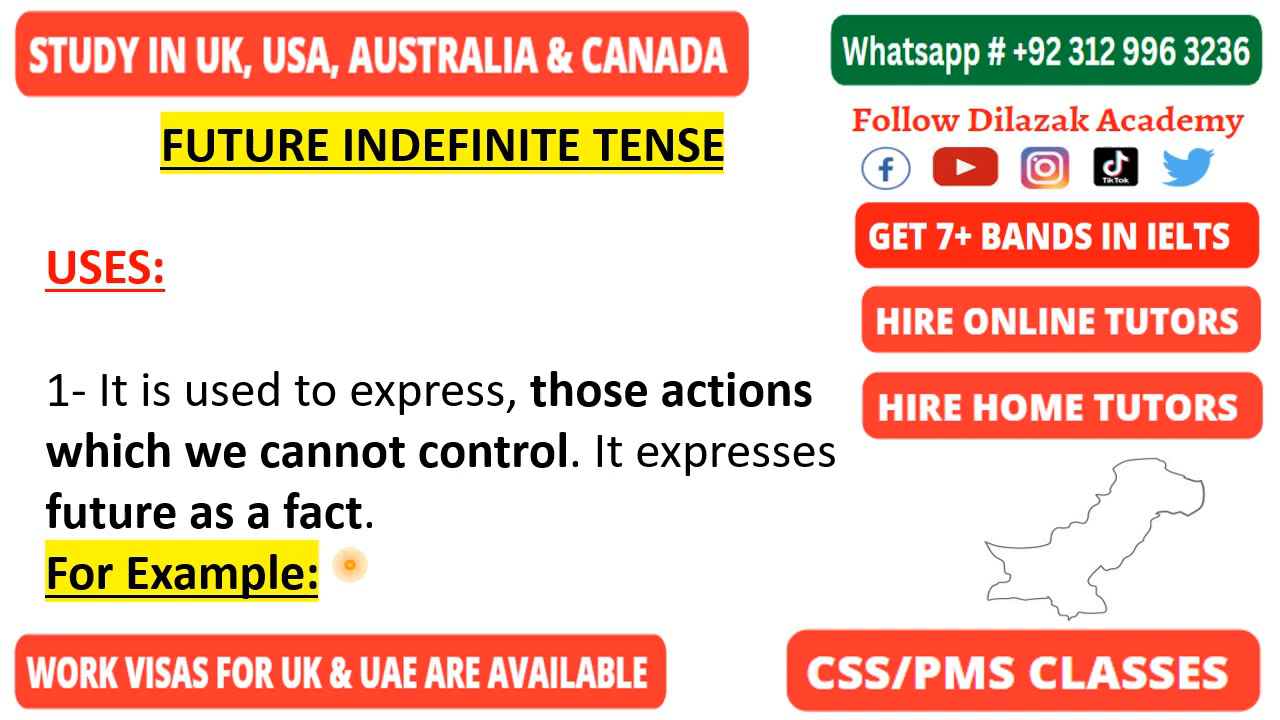 STUDY IN UK, USA, AUSTRALIA & CANADA
Whatsapp # +92 312 996 3236
FUTURE INDEFINITE TENSE
Follow Dilazak Academy
TikTok
GET 7+ BANDS IN IELTS
USES:
HIRE ONLINE TUTORS
HIRE HOME TUTORS
1- It is used to express, those actions
which we cannot control. It expresses
future as a fact.
For Example:
WORK VISAS FOR UK & UAE ARE AVAILABLE
CSS/PMS CLASSES